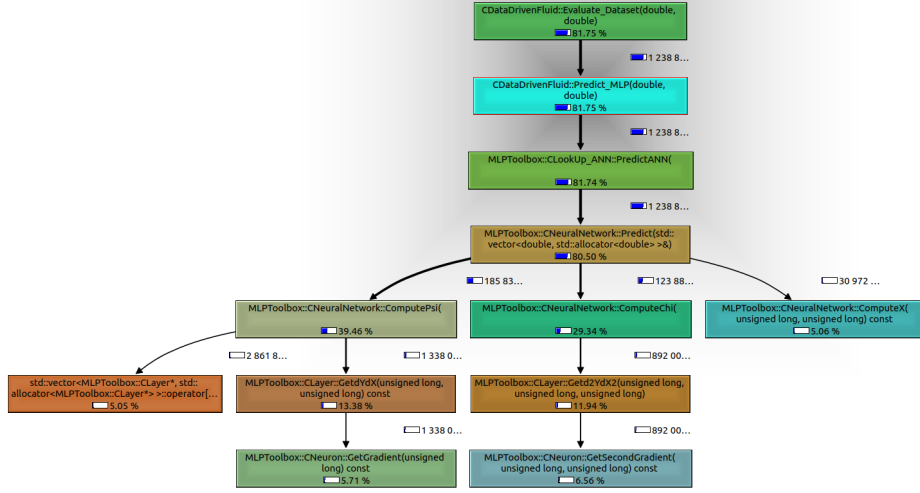 CDataDrivenFluid::Evaluate_Dataset(double,
double)
81.75 %
1 238 8...
CDataDrivenFluid::Predict_MLP(double,
double)
81.75 %
1 238 8...
MLPToolbox::CLookUp_ANN::PredictANN(
81.74 %
1 238 8...
MLPToolbox::CNeuralNetwork::Predict(std::
vector<double, std::allocator<double> >&)
80.50 %
185 83...
123 88...
30 972 ...
MLPToolbox::CNeuralNetwork::ComputePsi(
39.46 %
MLPToolbox::CNeuralNetwork::ComputeChi(
29.34 %
MLPToolbox::CNeuralNetwork::ComputeX(
unsigned long, unsigned long) const
5.06 %
2 861 8...
1 338 0...
892 00...
std::vector<MLPToolbox::CLayer*, std::
allocator<MLPToolbox::CLayer*> >::operator[...
5.05 %
MLPToolbox::CLayer::GetdYdX(unsigned long,
unsigned long) const
13.38 %
MLPToolbox::CLayer::Getd2YdX2(unsigned long,
unsigned long, unsigned long)
11.94 %
1 338 0...
892 00...
MLPToolbox::CNeuron::GetGradient(unsigned
long) const
5.71 %
MLPToolbox::CNeuron::GetSecondGradient(
unsigned long, unsigned long) const
6.56 %